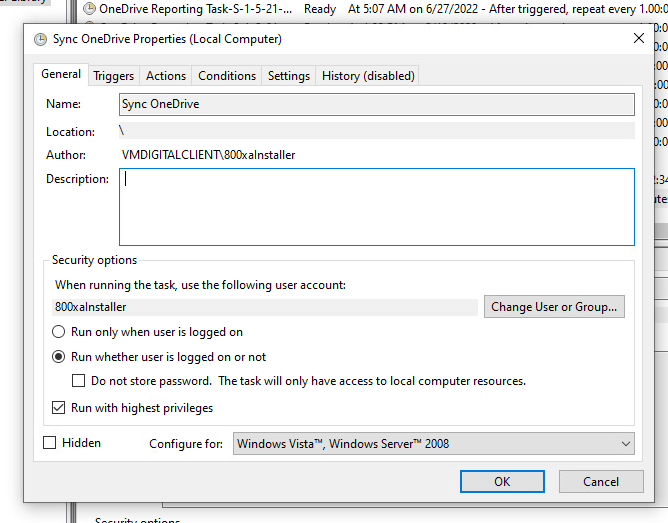 OneDrive Reporting Task-S-1-5-21-... Ready At 5:07 AM on 6/27/2022 - After triggered, repeat every 1.00:0
Sync OneDrive Properties (Local Computer)
General Triggers Actions Conditions Settings History (disabled)
Name: Sync OneDrive
Location: \
Author: VMDIGITALCLIENT\800xaInstaller
Description:
Security options
When running the task, use the following user account:
800xaInstaller Change User or Group...
Run only when user is logged on
Run whether user is logged on or not
Do not store password. The task will only have access to local computer resources.
Run with highest privileges
Hidden Configure for: Windows Vista™, Windows Server™ 2008
OK Cancel
Security options